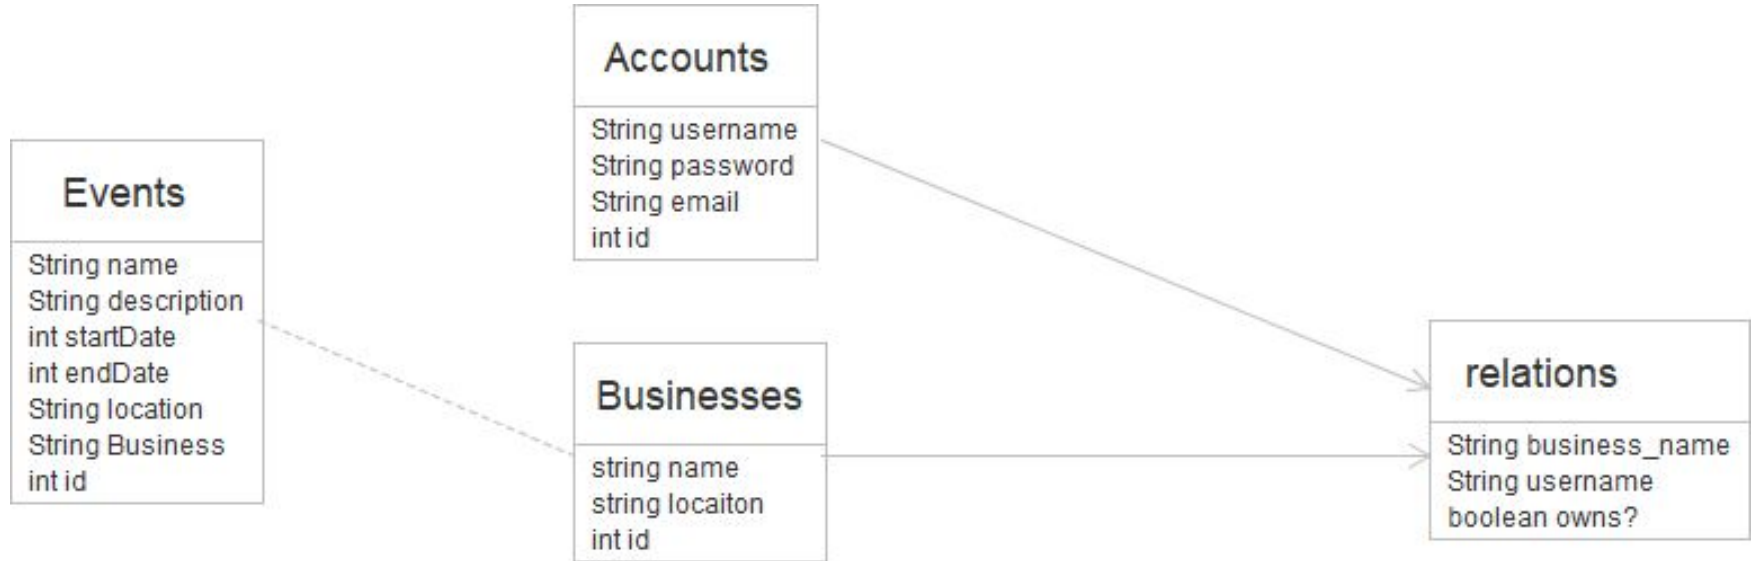 Accounts
String username
String password
String email
int id
Events
String name
String description
int startDate
int endDate
String location
String Business
int id
Businesses
string name
string locaiton
int id
relations
String business_name
String username
boolean owns?